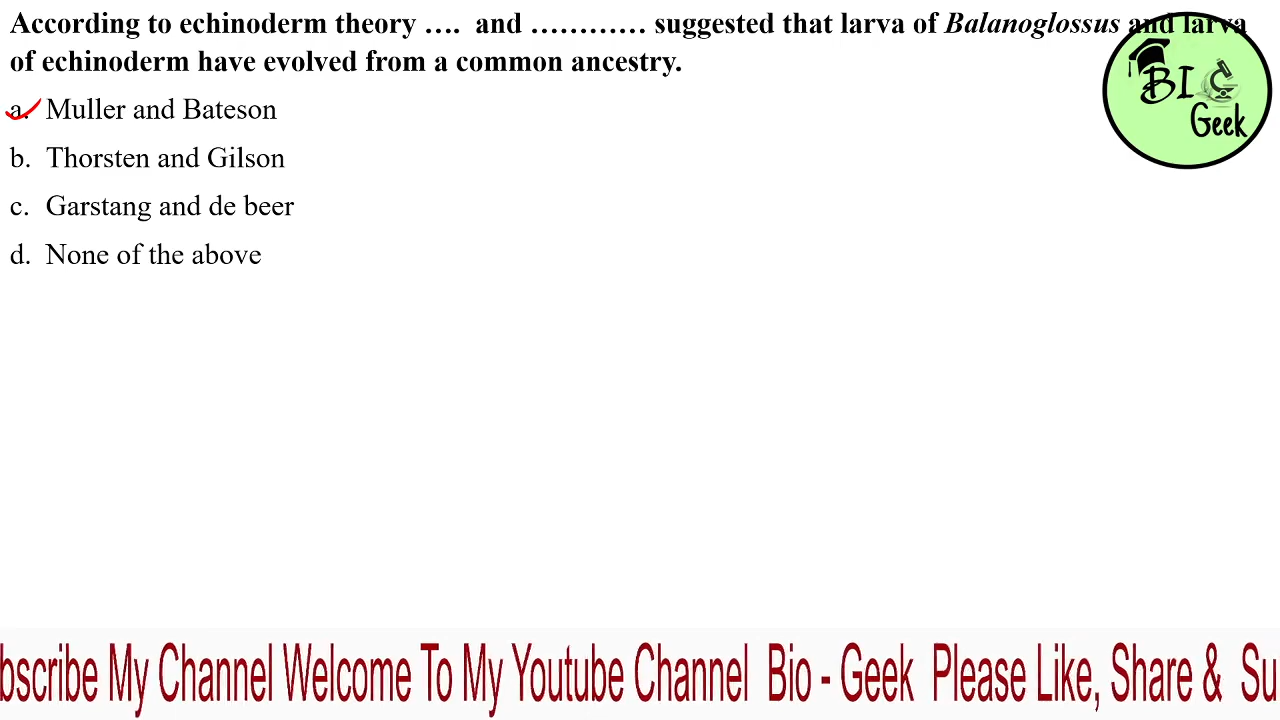 According to echinoderm theory …. and ………… suggested that larva of Balanoglossus and larva
of echinoderm have evolved from a common ancestry.
a. Muller and Bateson
b. Thorsten and Gilson
c. Garstang and de beer
d. None of the above
BI
Geek
bscribe My Channel Welcome To My Youtube Channel Bio - Geek Please Like, Share & Su